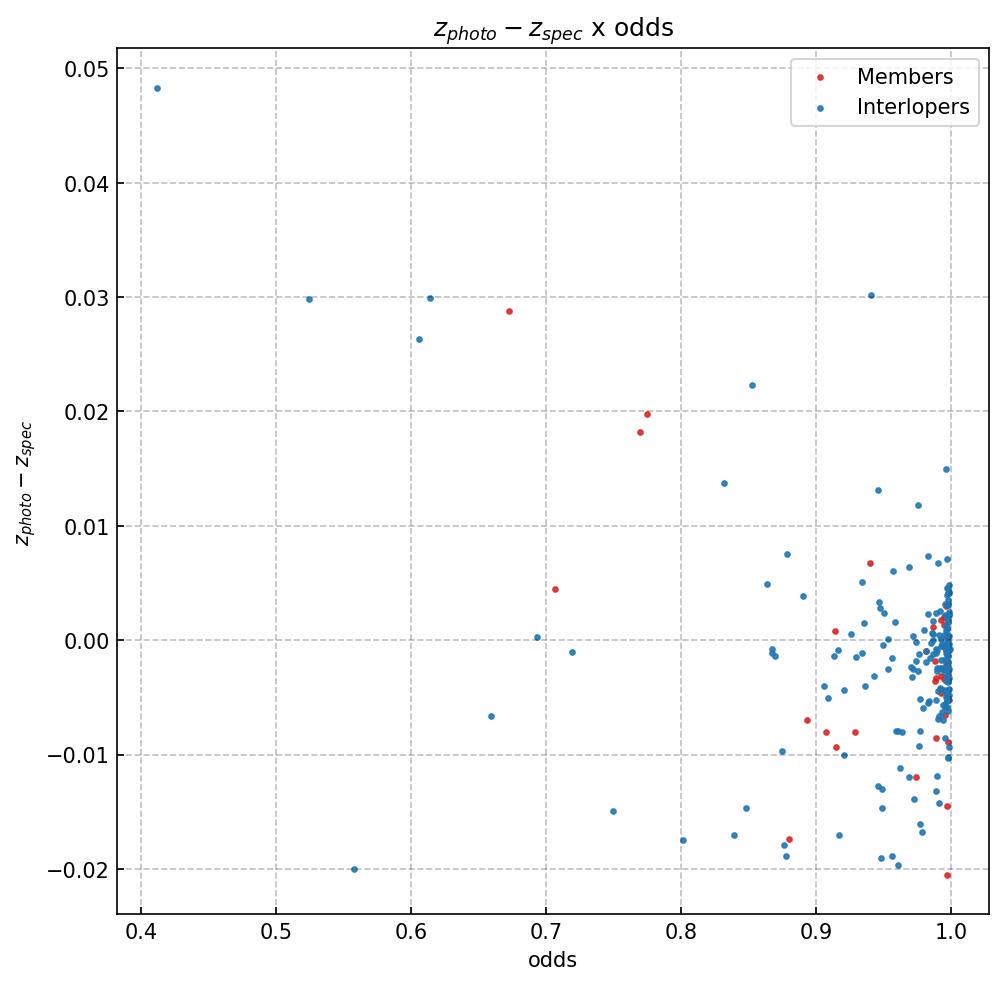 z_photo − z_spec x odds
Members
Interlopers
0.05
0.04
0.03
0.02
0.01
0.00
−0.01
−0.02
z_photo − z_spec
0.4 0.5 0.6 0.7 0.8 0.9 1.0
odds